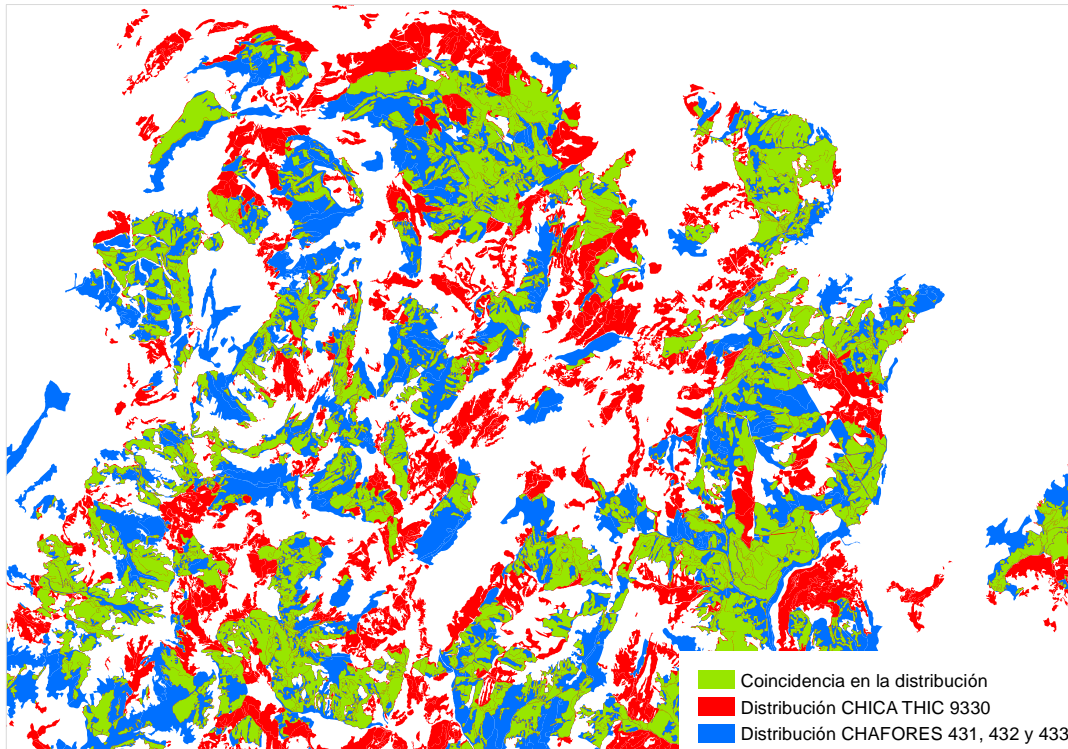 Coincidencia en la distribución
Distribución CHICA THIC 9330
Distribución CHAFORES 431, 432 y 433